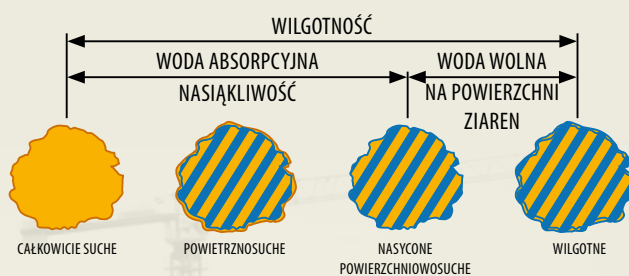 WILGOTNOŚĆ
WODA ABSORPCYJNA
NASIĄKLIWOŚĆ
WODA WOLNA
NA POWIERZCHNI
ZIAREN
CAŁKOWICIE SUCHE
POWIETRZNOSUCHE
NASYCONE
POWIERZCHNIOWOSUCHE
WILGOTNE